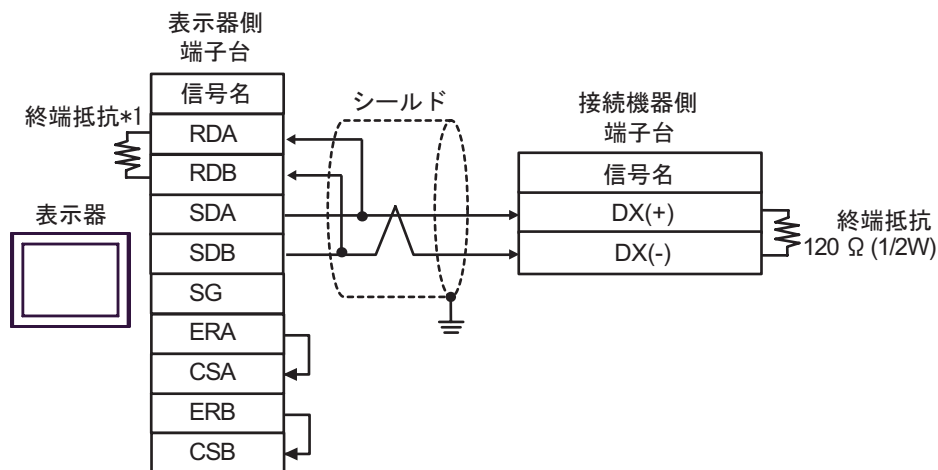 表示器側
端子台
信号名
終端抵抗*1
RDA
RDB
SDA
SDB
SG
ERA
CSA
ERB
CSB
表示器
シールド
接続機器側
端子台
信号名
DX(+)
DX(-)
終端抵抗
120 Ω (1/2W)